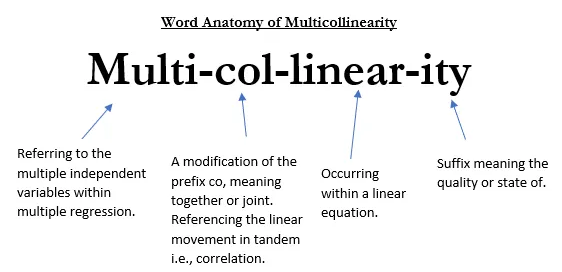 Word Anatomy of Multicollinearity
Multi-col-linear-ity
Referring to the
multiple independent
variables within
multiple regression.
A modification of the
prefix co, meaning
together or joint.
Referencing the linear
movement in tandem
i.e., correlation.
Occurring
within a linear
equation.
Suffix meaning the
quality or state of.